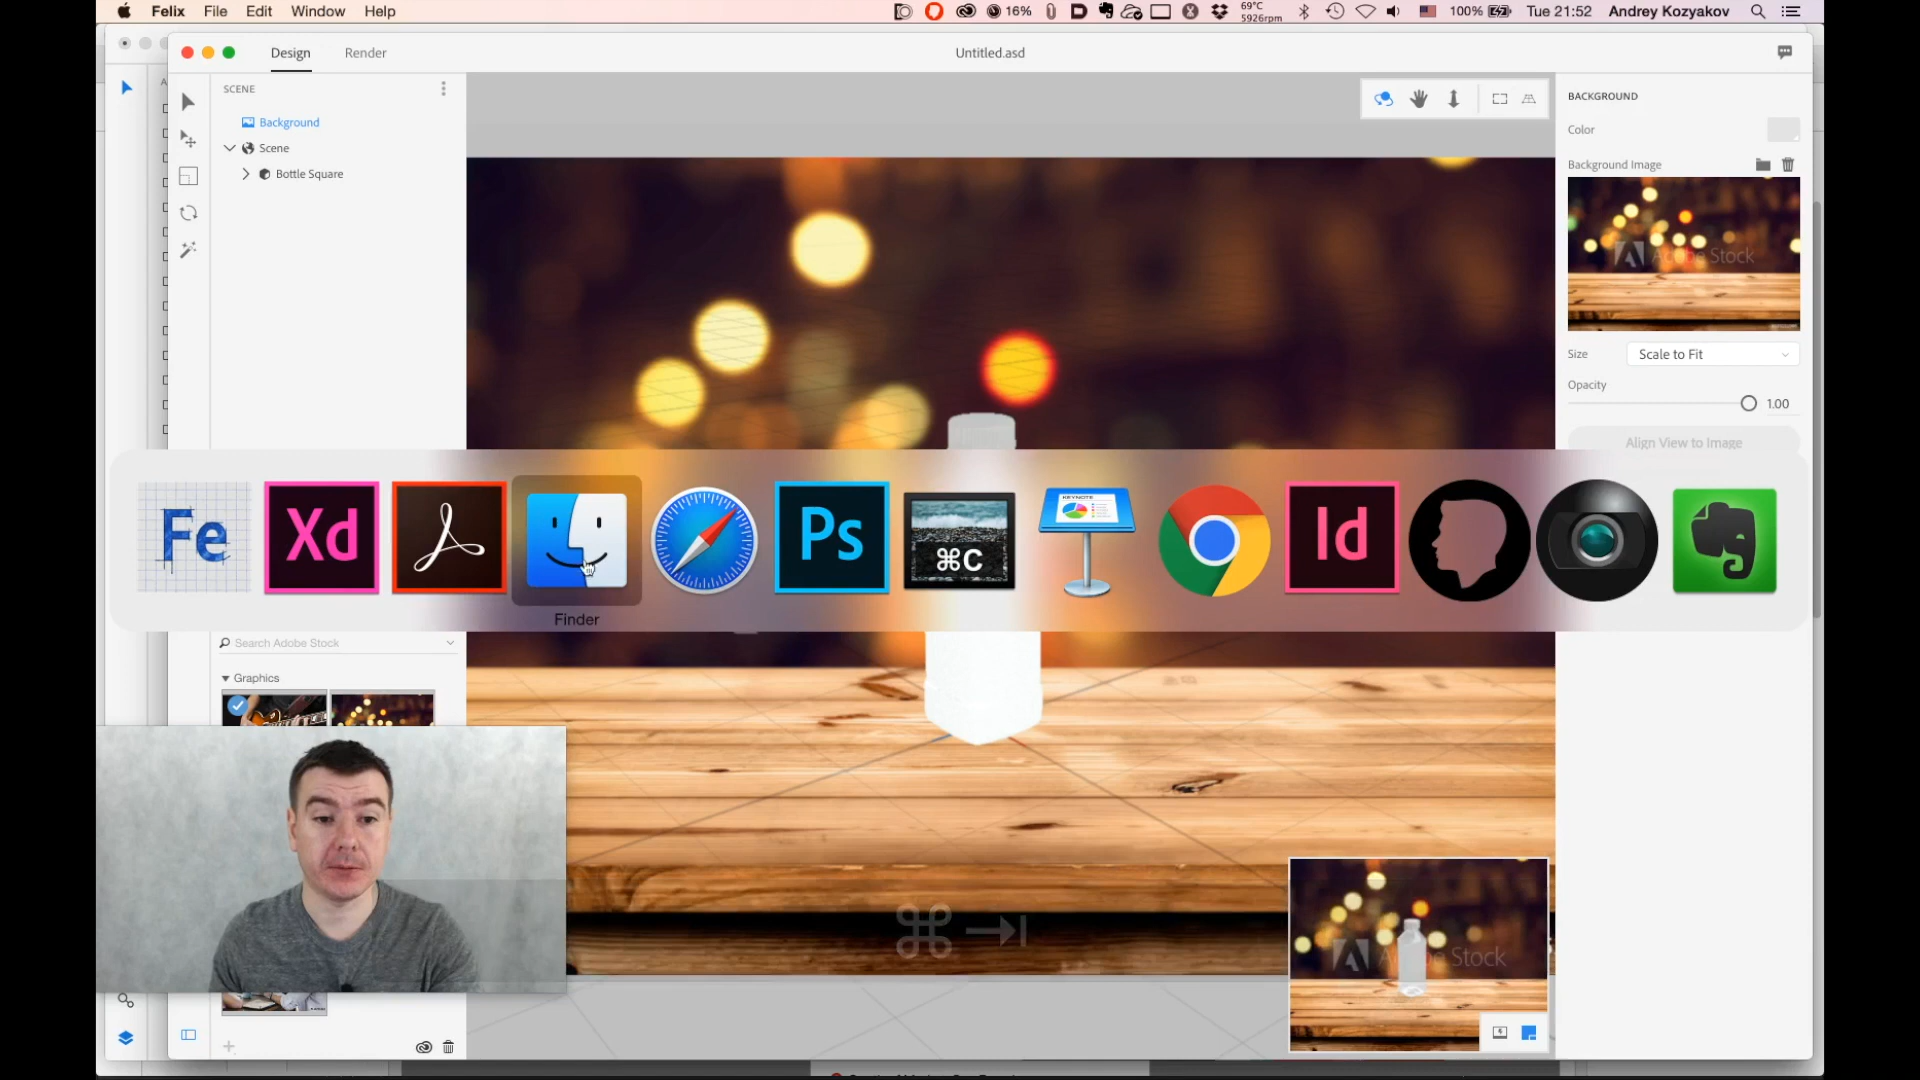 Felix File Edit Window Help
16% 69°C 5926rpm 100% Tue 21:52 Andrey Kozyakov
Design Render Untitled.asd
SCENE
Background
Scene
Bottle Square
BACKGROUND
Color
Background Image
Adobe Stock
Size Scale to Fit
Opacity
1.00
Align View to Image
Fe Xd Ps ⌘C KEYNOTE Id
Finder
Search Adobe Stock
Graphics
⌘ ⇥
Stock